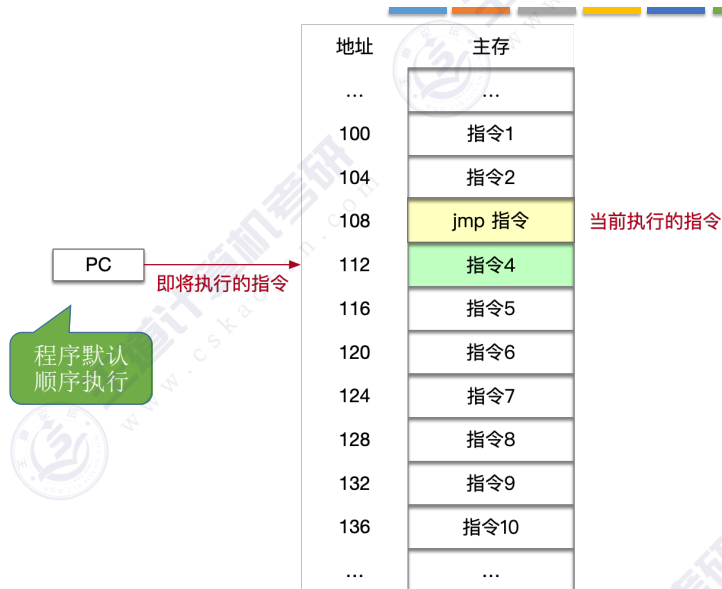 地址 主存
... ...
100 指令1
104 指令2
108 jmp 指令 当前执行的指令
PC 即将执行的指令 112 指令4
116 指令5
程序默认
顺序执行
120 指令6
124 指令7
128 指令8
132 指令9
136 指令10
... ...